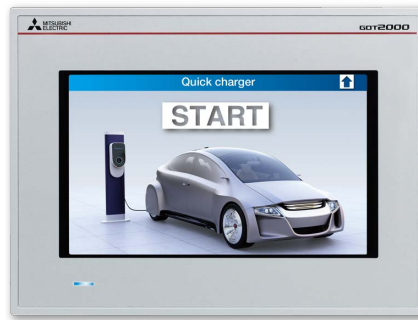 MITSUBISHI
ELECTRIC
GOT2000
Quick charger
START